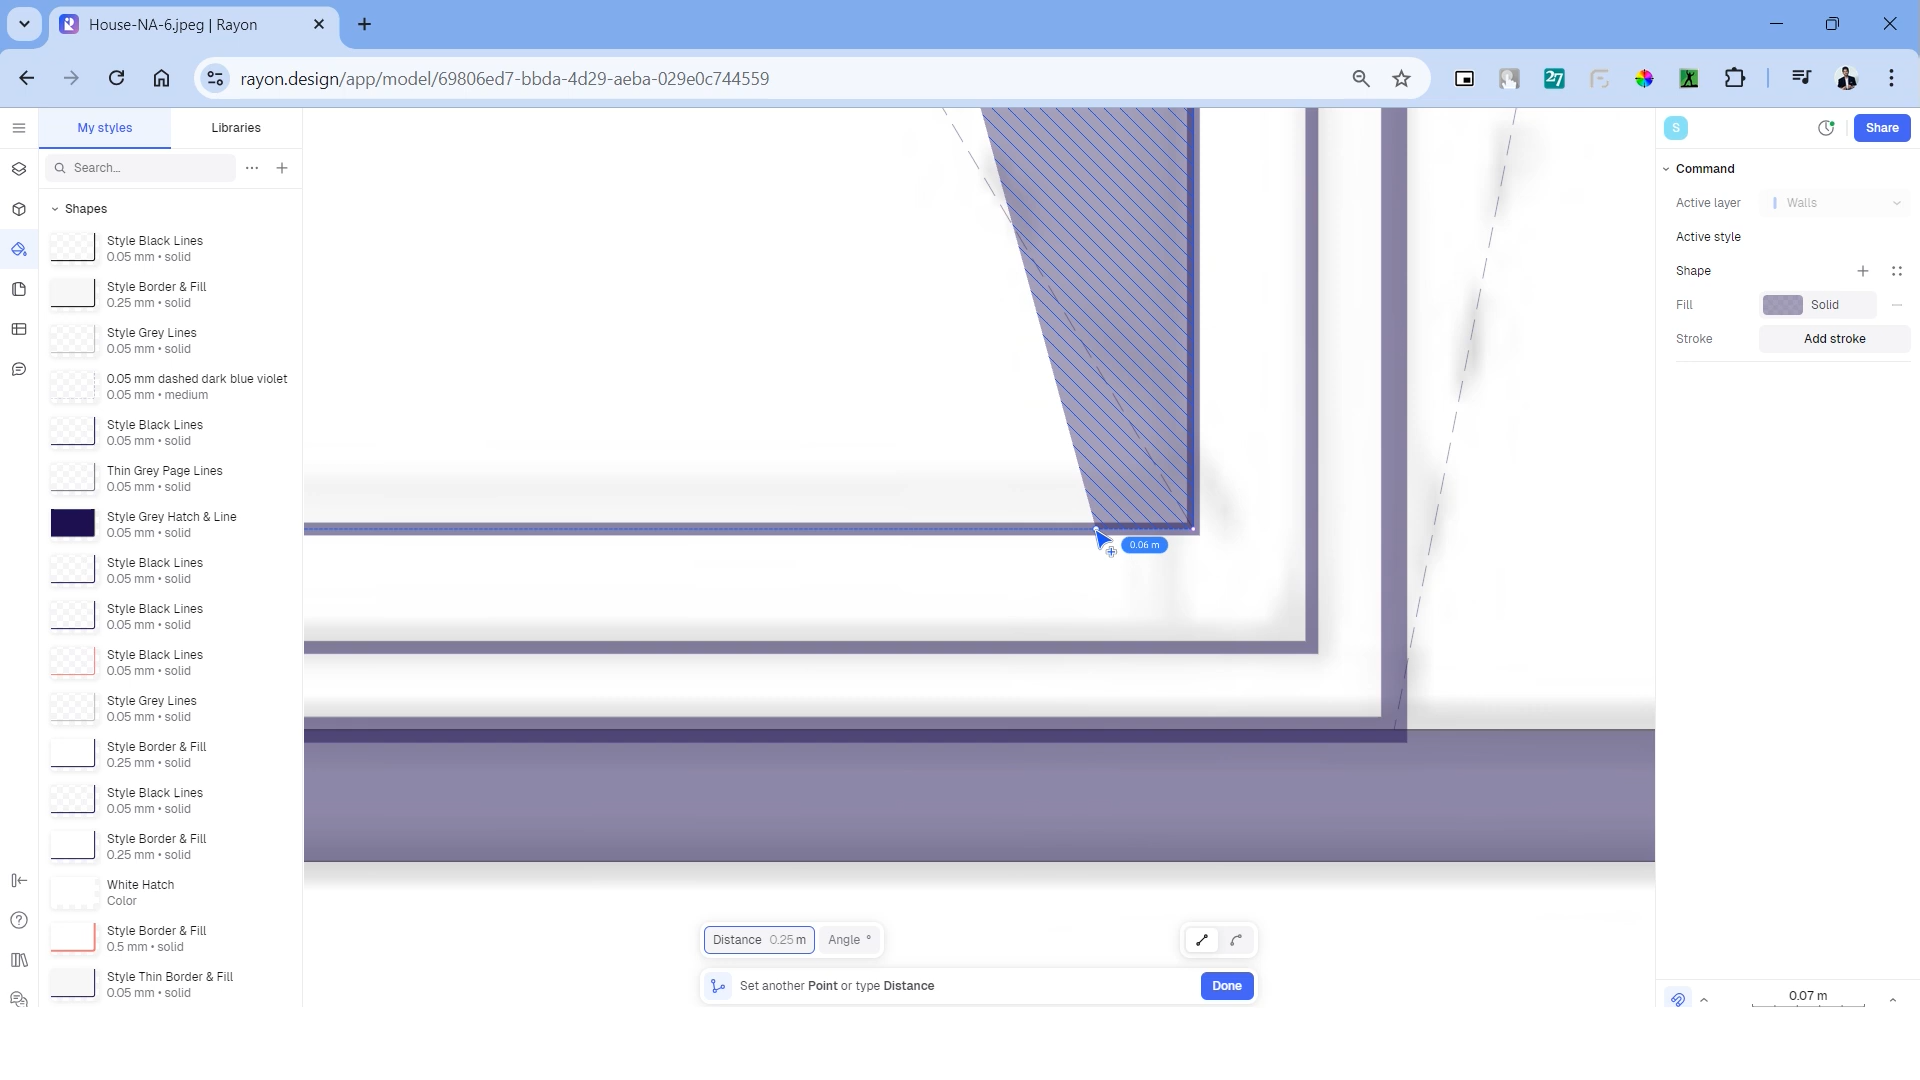 House-NA-6.jpeg | Rayon
rayon.design/app/model/69806ed7-bbda-4d29-aeba-029e0c744559
27
My styles
Libraries
Search...
Shapes
Style Black Lines
0.05 mm • solid
Style Border & Fill
0.25 mm • solid
Style Grey Lines
0.05 mm • solid
0.05 mm dashed dark blue violet
0.05 mm • medium
Style Black Lines
0.05 mm • solid
Thin Grey Page Lines
0.05 mm • solid
Style Grey Hatch & Line
0.05 mm • solid
Style Black Lines
0.05 mm • solid
Style Black Lines
0.05 mm • solid
Style Black Lines
0.05 mm • solid
Style Grey Lines
0.05 mm • solid
Style Border & Fill
0.25 mm • solid
Style Black Lines
0.05 mm • solid
Style Border & Fill
0.25 mm • solid
White Hatch
Color
Style Border & Fill
0.5 mm • solid
Style Thin Border & Fill
0.05 mm • solid
0.06 m
Distance 0.25 m
Angle °
Set another Point or type Distance
Done
S
Share
Command
Active layer
Walls
Active style
Shape
Fill
Solid
Stroke
Add stroke
0.07 m